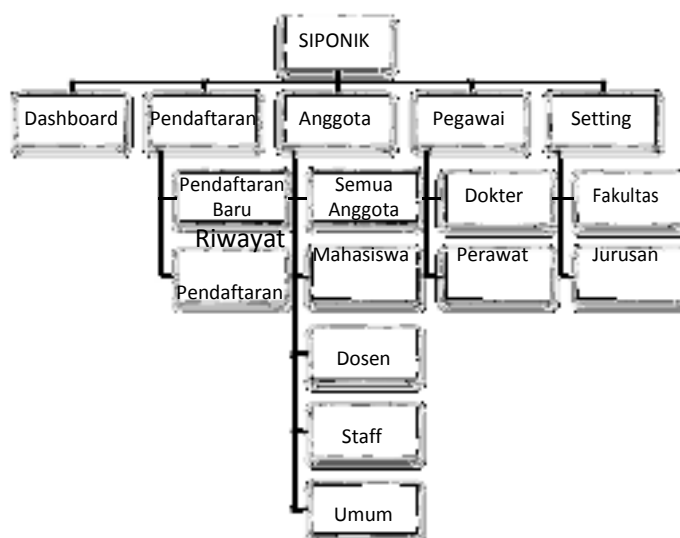 SIPONIK
Dashboard
Pendaftaran
Anggota
Pegawai
Setting
Pendaftaran
Baru
Riwayat
Pendaftaran
Semua
Anggota
Mahasiswa
Dosen
Staff
Umum
Dokter
Perawat
Fakultas
Jurusan